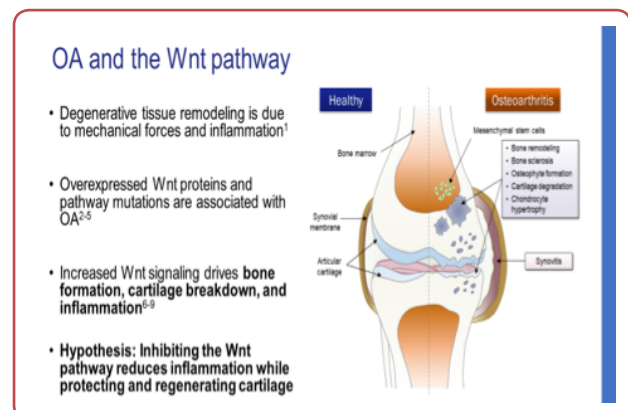 OA and the Wnt pathway
• Degenerative tissue remodeling is due
to mechanical forces and inflammation1
• Overexpressed Wnt proteins and
pathway mutations are associated with
OA2-5
• Increased Wnt signaling drives bone
formation, cartilage breakdown, and
inflammation6-9
• Hypothesis: Inhibiting the Wnt
pathway reduces inflammation while
protecting and regenerating cartilage
Healthy
Osteoarthritis
Mesenchymal stem cells
Bone marrow
• Bone remodeling
• Bone sclerosis
• Osteophyte formation
• Cartilage degradation
• Chondrocyte
hypertrophy
Synovial
membrane
Articular
cartilage
Synovitis